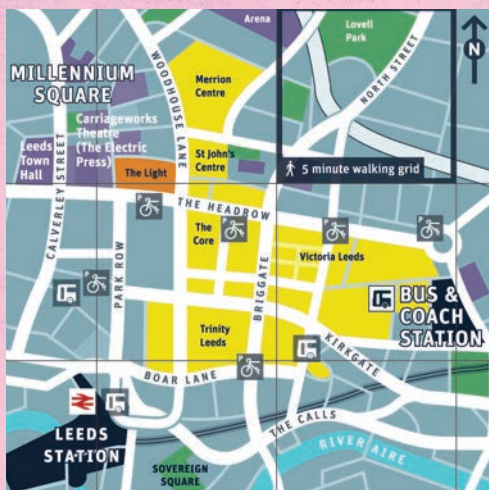 Arena
Lovell
Park
N
MILLENNIUM
SQUARE
WOODHOUSE LANE
Merrion
Centre
NORTH STREET
Carriageworks
Theatre
(The Electric
Press)
Leeds
Town
Hall
CALVERLEY STREET
St John's
Centre
5 minute walking grid
The Light
THE HEADROW
PARK ROW
The
Core
BRIGGATE
Victoria Leeds
BUS &
COACH
STATION
Trinity
Leeds
KIRKGATE
BOAR LANE
THE CALLS
LEEDS
STATION
RIVER AIRE
SOVEREIGN
SQUARE